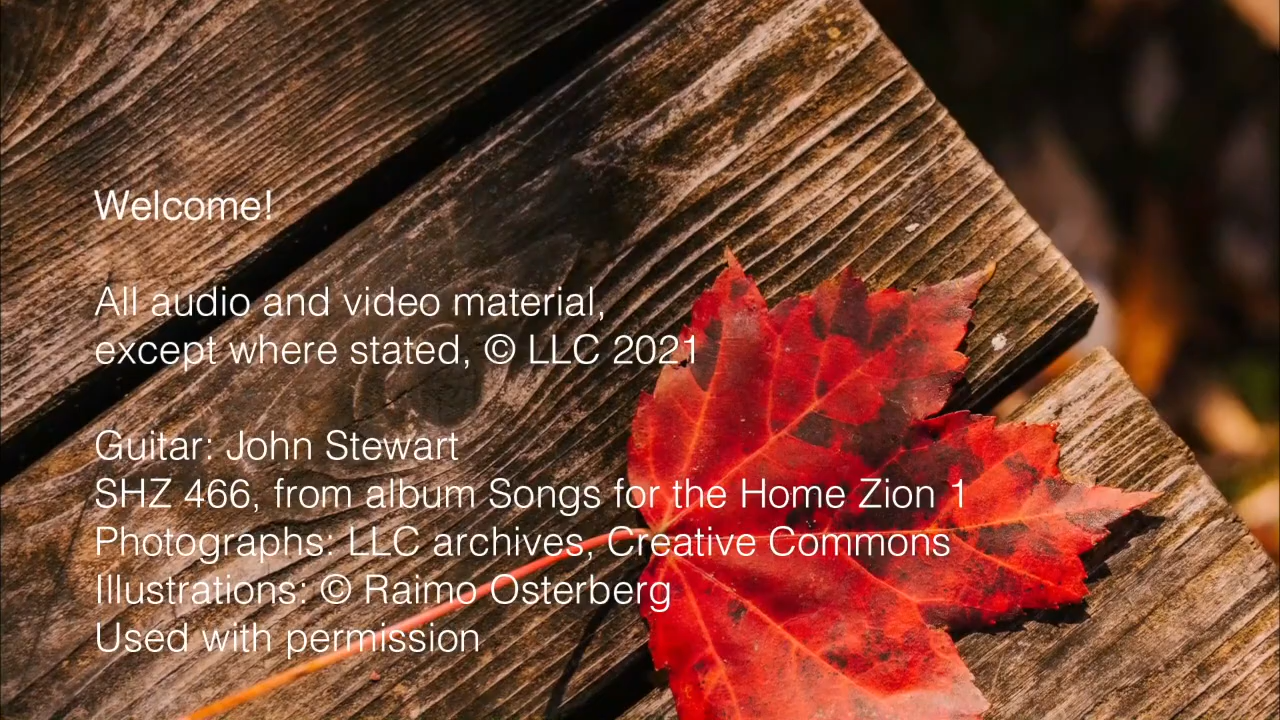 Welcome!
All audio and video material,
except where stated, © LLC 2021
Guitar: John Stewart
SHZ 466, from album Songs for the Home Zion 1
Photographs: LLC archives, Creative Commons
Illustrations: © Raimo Osterberg
Used with permission